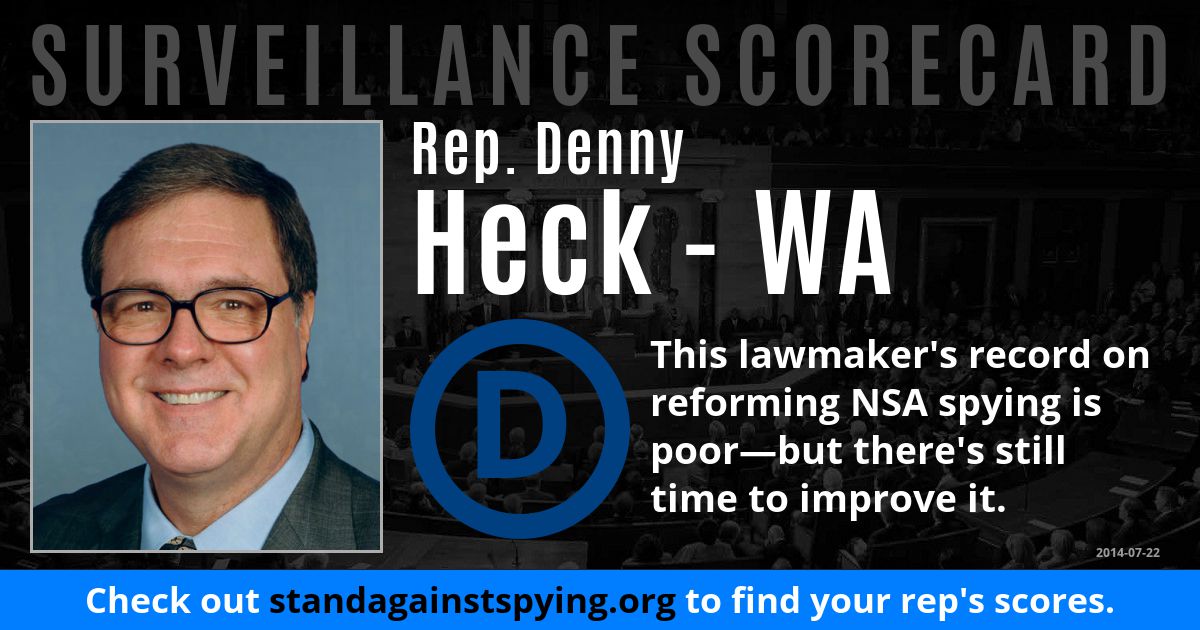 SURVEILLANCE SCORECARD
Rep. Denny
Heck - WA
D
This lawmaker's record on
reforming NSA spying is
poor—but there's still
time to improve it.
2014-07-22
Check out standagainstspying.org to find your rep's scores.